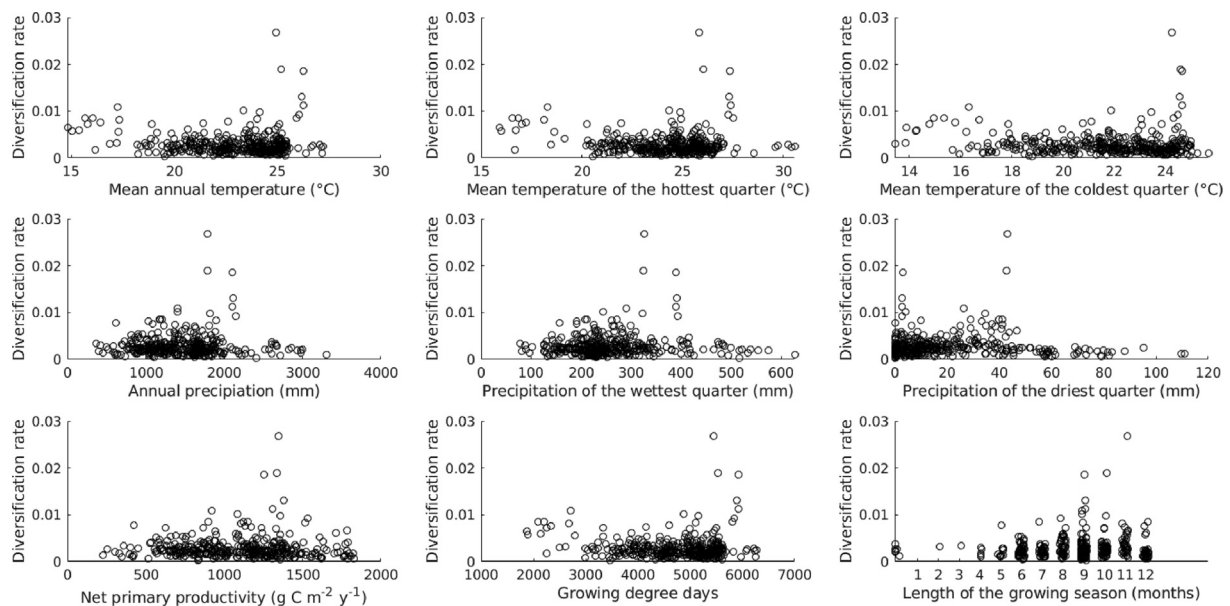 Diversification rate
0.03
0.02
0.01
0
15 20 25 30
Mean annual temperature (°C)
Diversification rate
0.03
0.02
0.01
0
15 20 25 30
Mean temperature of the hottest quarter (°C)
Diversification rate
0.03
0.02
0.01
0
14 16 18 20 22 24
Mean temperature of the coldest quarter (°C)
Diversification rate
0.03
0.02
0.01
0
0 1000 2000 3000 4000
Annual precipiation (mm)
Diversification rate
0.03
0.02
0.01
0
0 100 200 300 400 500 600
Precipitation of the wettest quarter (mm)
Diversification rate
0.03
0.02
0.01
0
0 20 40 60 80 100 120
Precipitation of the driest quarter (mm)
Diversification rate
0.03
0.02
0.01
0
0 500 1000 1500 2000
Net primary productivity (g C m⁻² y⁻¹)
Diversification rate
0.03
0.02
0.01
0
1000 2000 3000 4000 5000 6000 7000
Growing degree days
Diversification rate
0.03
0.02
0.01
0
1 2 3 4 5 6 7 8 9 10 11 12
Length of the growing season (months)